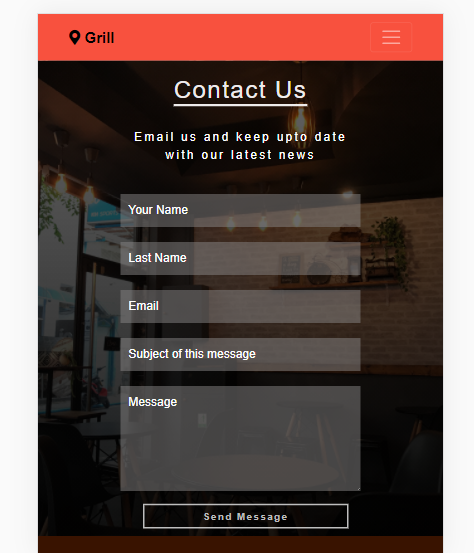 Grill
Contact Us
Email us and keep upto date
with our latest news
Your Name
Last Name
Email
Subject of this message
Message
Send Message